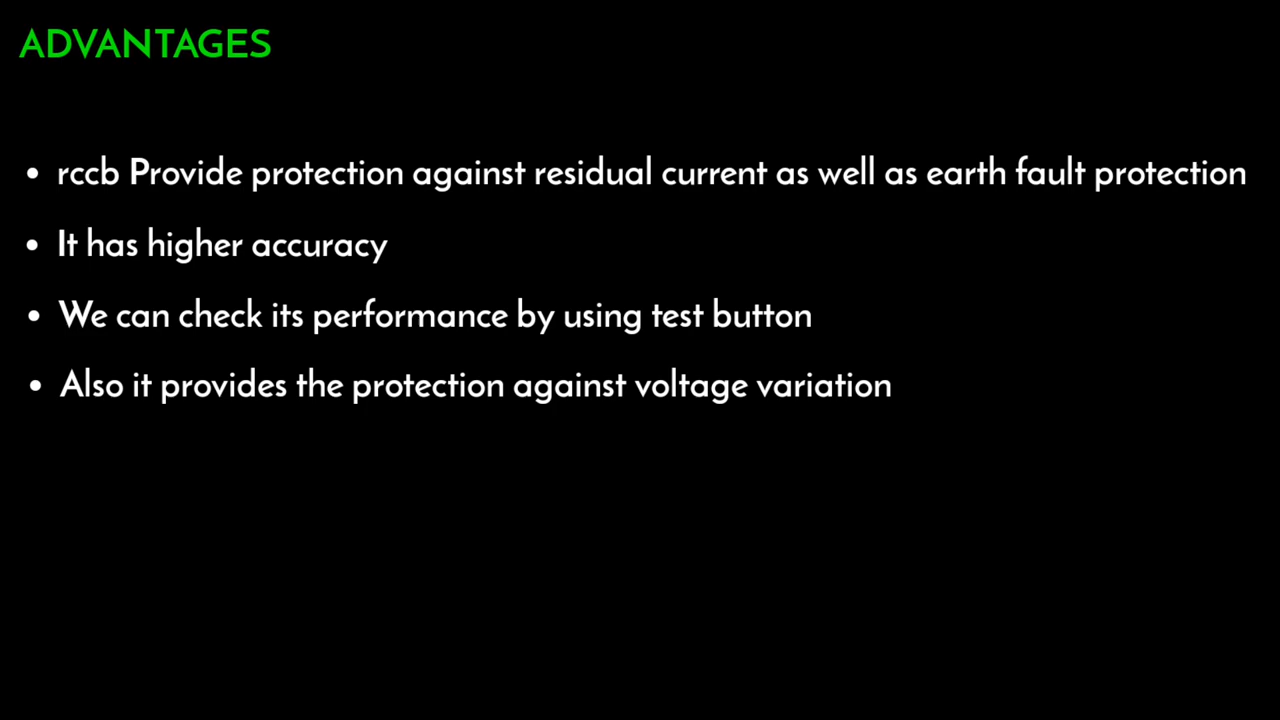 ADVANTAGES
• rccb Provide protection against residual current as well as earth fault protection
• It has higher accuracy
• We can check its performance by using test button
• Also it provides the protection against voltage variation